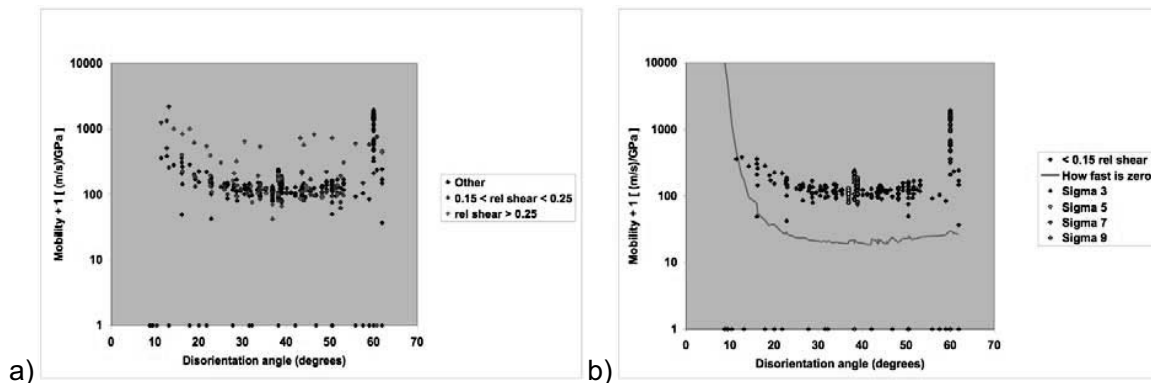 10000
1000
100
10
1
0
10
20
30
40
50
60
70
Mobility + 1 [ (m/s)/GPa ]
Disorientation angle (degrees)
Other
0.15 < rel shear < 0.25
rel shear > 0.25
a)
10000
1000
100
10
1
0
10
20
30
40
50
60
70
Mobility + 1 [ (m/s)/GPa ]
Disorientation angle (degrees)
< 0.15 rel shear
How fast is zero
Sigma 3
Sigma 5
Sigma 7
Sigma 9
b)